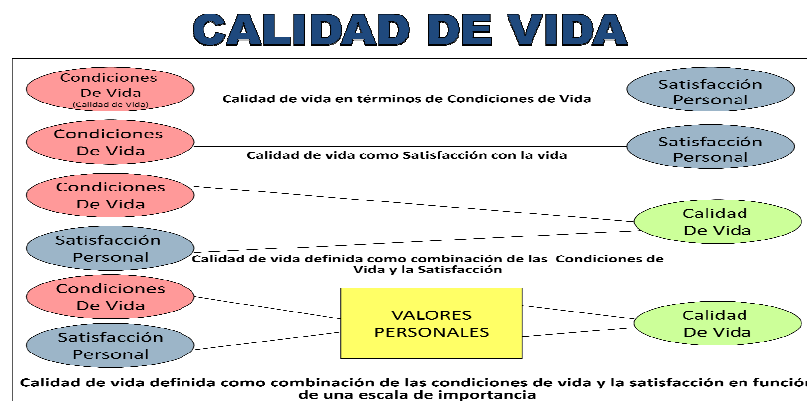 CALIDAD DE VIDA
Condiciones
De Vida
(Calidad de Vida)
Calidad de vida en términos de Condiciones de Vida
Satisfacción
Personal
Condiciones
De Vida
Calidad de vida como Satisfacción con la vida
Satisfacción
Personal
Condiciones
De Vida
Satisfacción
Personal
Calidad
De Vida
Calidad de vida definida como combinación de las Condiciones de
Vida y la Satisfacción
Condiciones
De Vida
Satisfacción
Personal
VALORES
PERSONALES
Calidad
De Vida
Calidad de vida definida como combinación de las condiciones de vida y la satisfacción en funció
de una escala de importancia